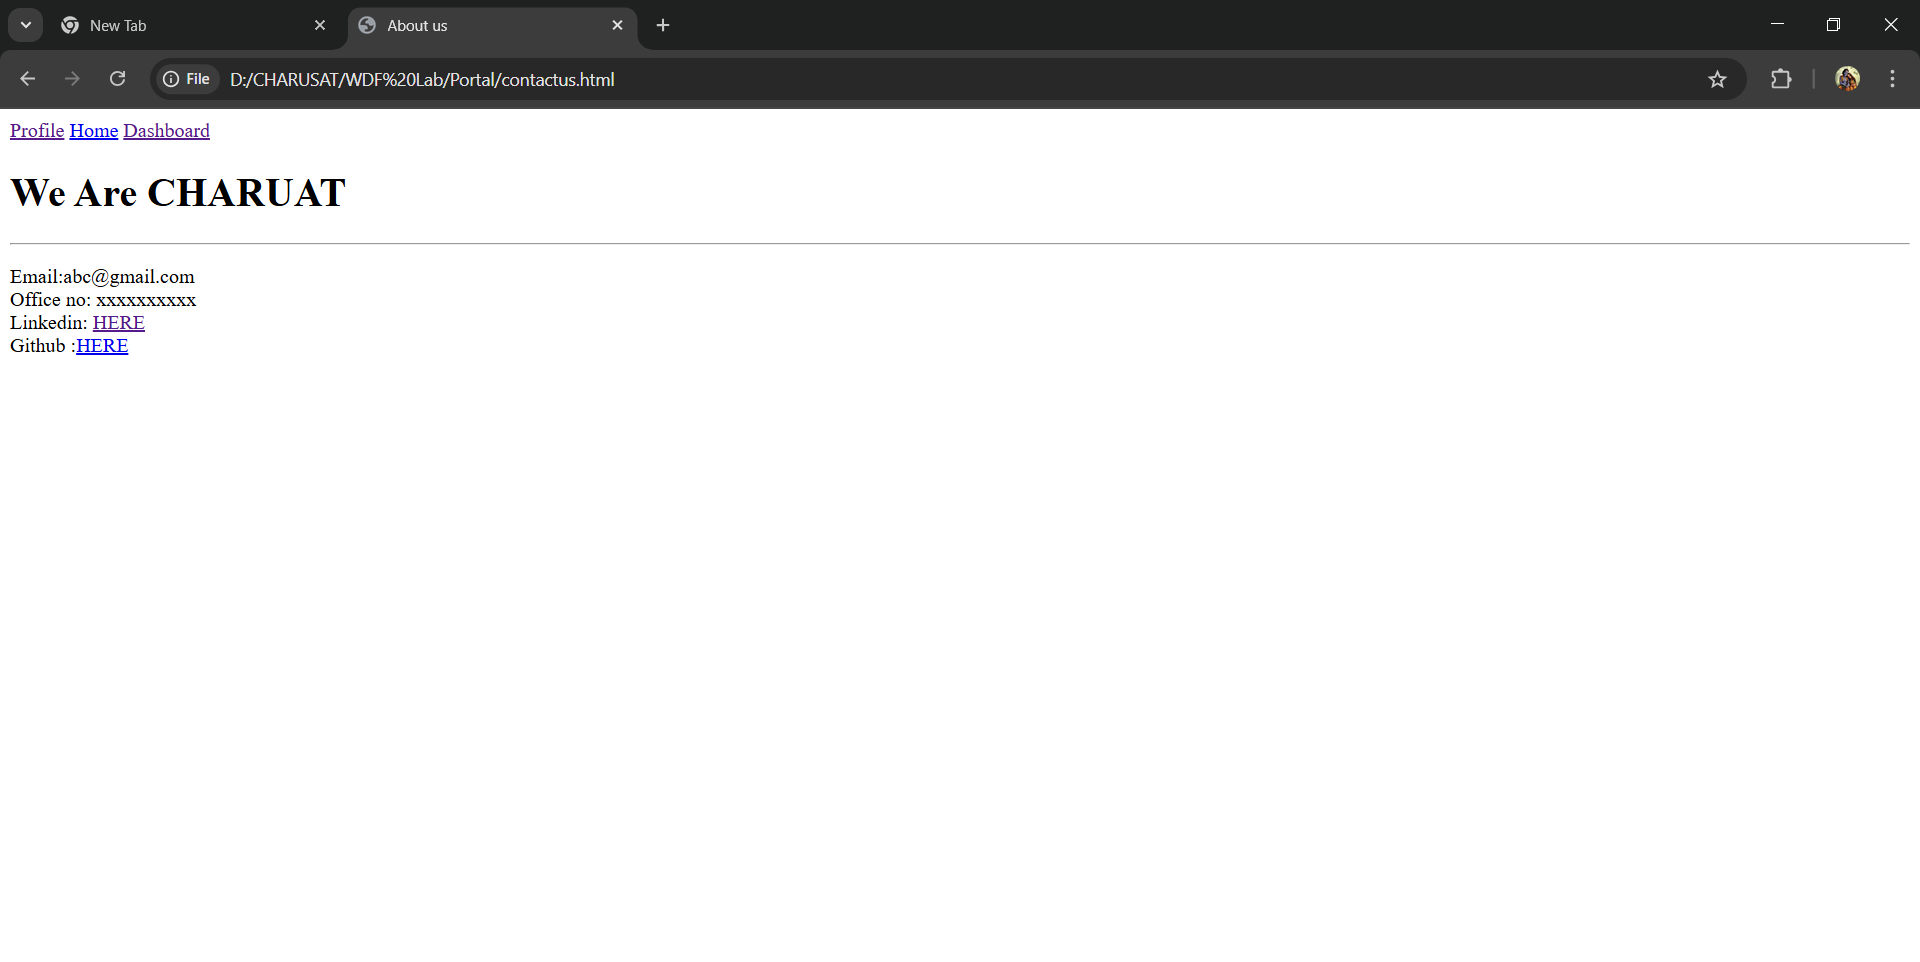 New Tab
About us
File
D:/CHARUSAT/WDF%20Lab/Portal/contactus.html
Profile Home Dashboard
We Are CHARUAT
Email:abc@gmail.com
Office no: xxxxxxxxxx
Linkedin: HERE
Github :HERE